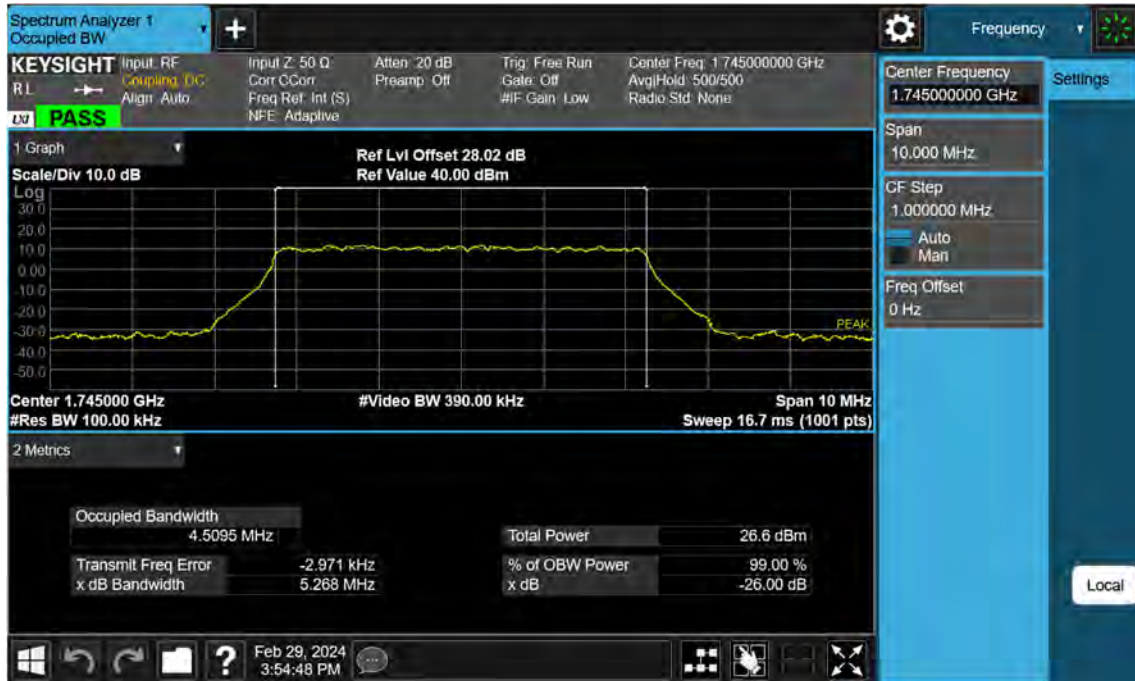 Spectrum Analyzer 1
Occupied BW
+
Frequency
KEYSIGHT
RL
LXI PASS
Input: RF
Coupling: DC
Align: Auto
Input Z: 50 Ω
Corr CCorr
Freq Ref: Int (S)
NFE: Adaptive
Atten: 20 dB
Preamp: Off
Trig: Free Run
Gate: Off
#IF Gain: Low
Center Freq: 1.745000000 GHz
Avg|Hold: 500/500
Radio Std: None
Center Frequency
1.745000000 GHz
Settings
Span
10.000 MHz
CF Step
1.000000 MHz
Auto
Man
Freq Offset
0 Hz
1 Graph
Scale/Div 10.0 dB
Ref Lvl Offset 28.02 dB
Ref Value 40.00 dBm
Log
30.0
20.0
10.0
0.00
-10.0
-20.0
-30.0
-40.0
-50.0
PEAK
Center 1.745000 GHz
#Res BW 100.00 kHz
#Video BW 390.00 kHz
Span 10 MHz
Sweep 16.7 ms (1001 pts)
2 Metrics
Occupied Bandwidth
4.5095 MHz
Total Power 26.6 dBm
Transmit Freq Error -2.971 kHz
% of OBW Power 99.00 %
x dB Bandwidth 5.268 MHz
x dB -26.00 dB
Local
?
Feb 29, 2024
3:54:48 PM